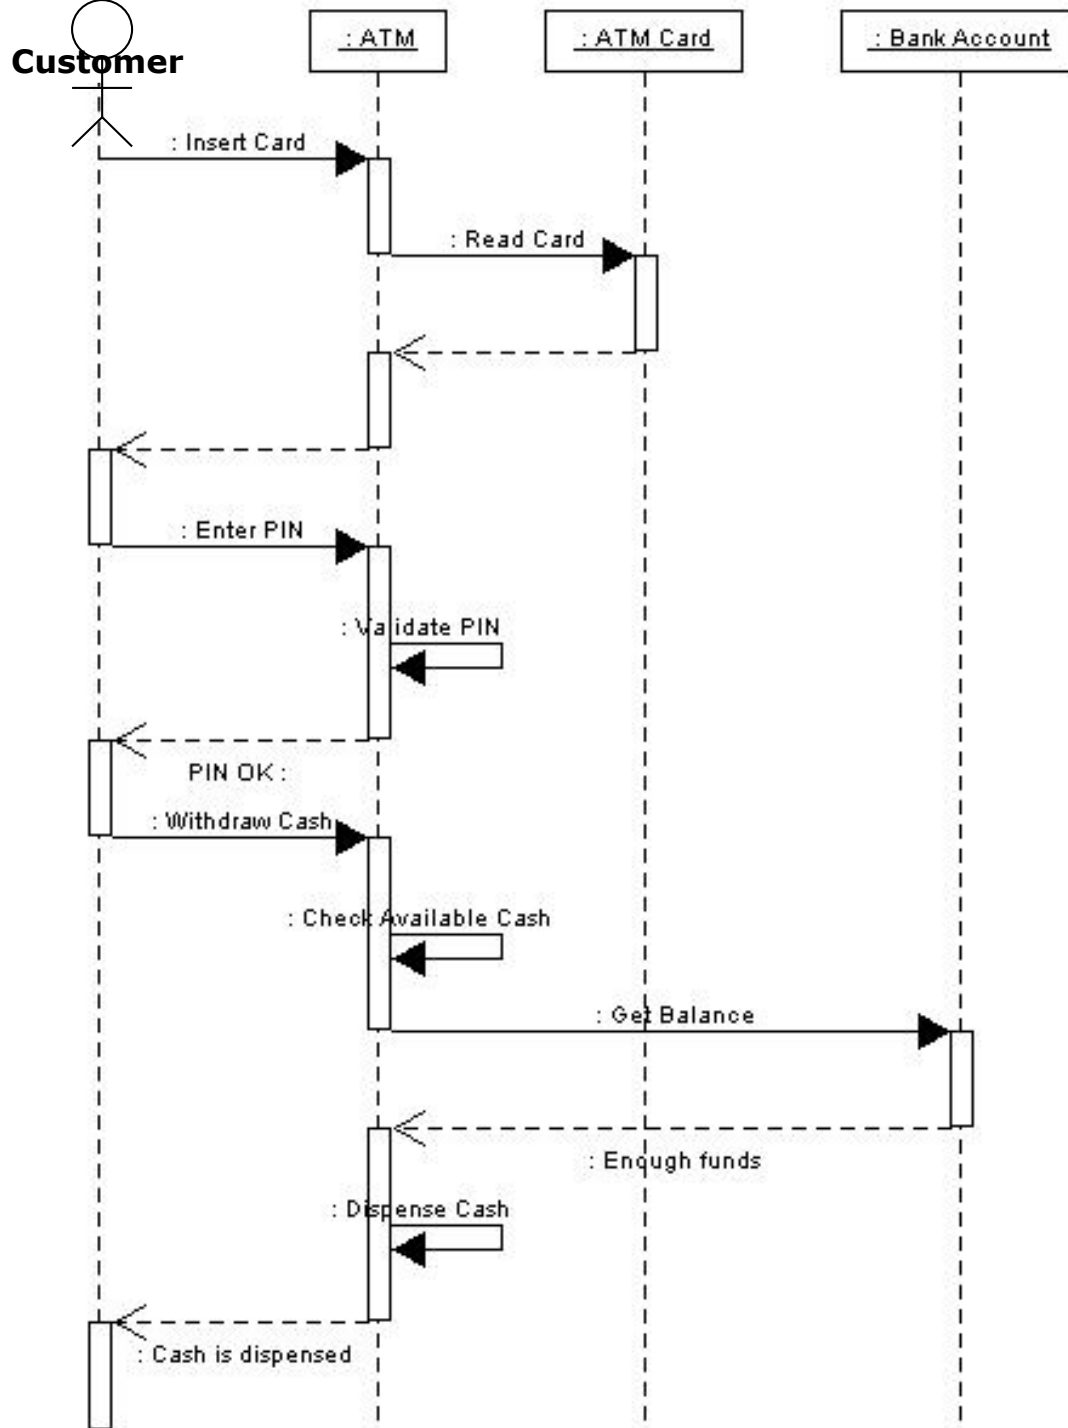 Customer
: ATM
: ATM Card
: Bank Account
: Insert Card
: Read Card
: Enter PIN
: Validate PIN
PIN OK :
: Withdraw Cash
: Check Available Cash
: Get Balance
: Enough funds
: Dispense Cash
: Cash is dispensed